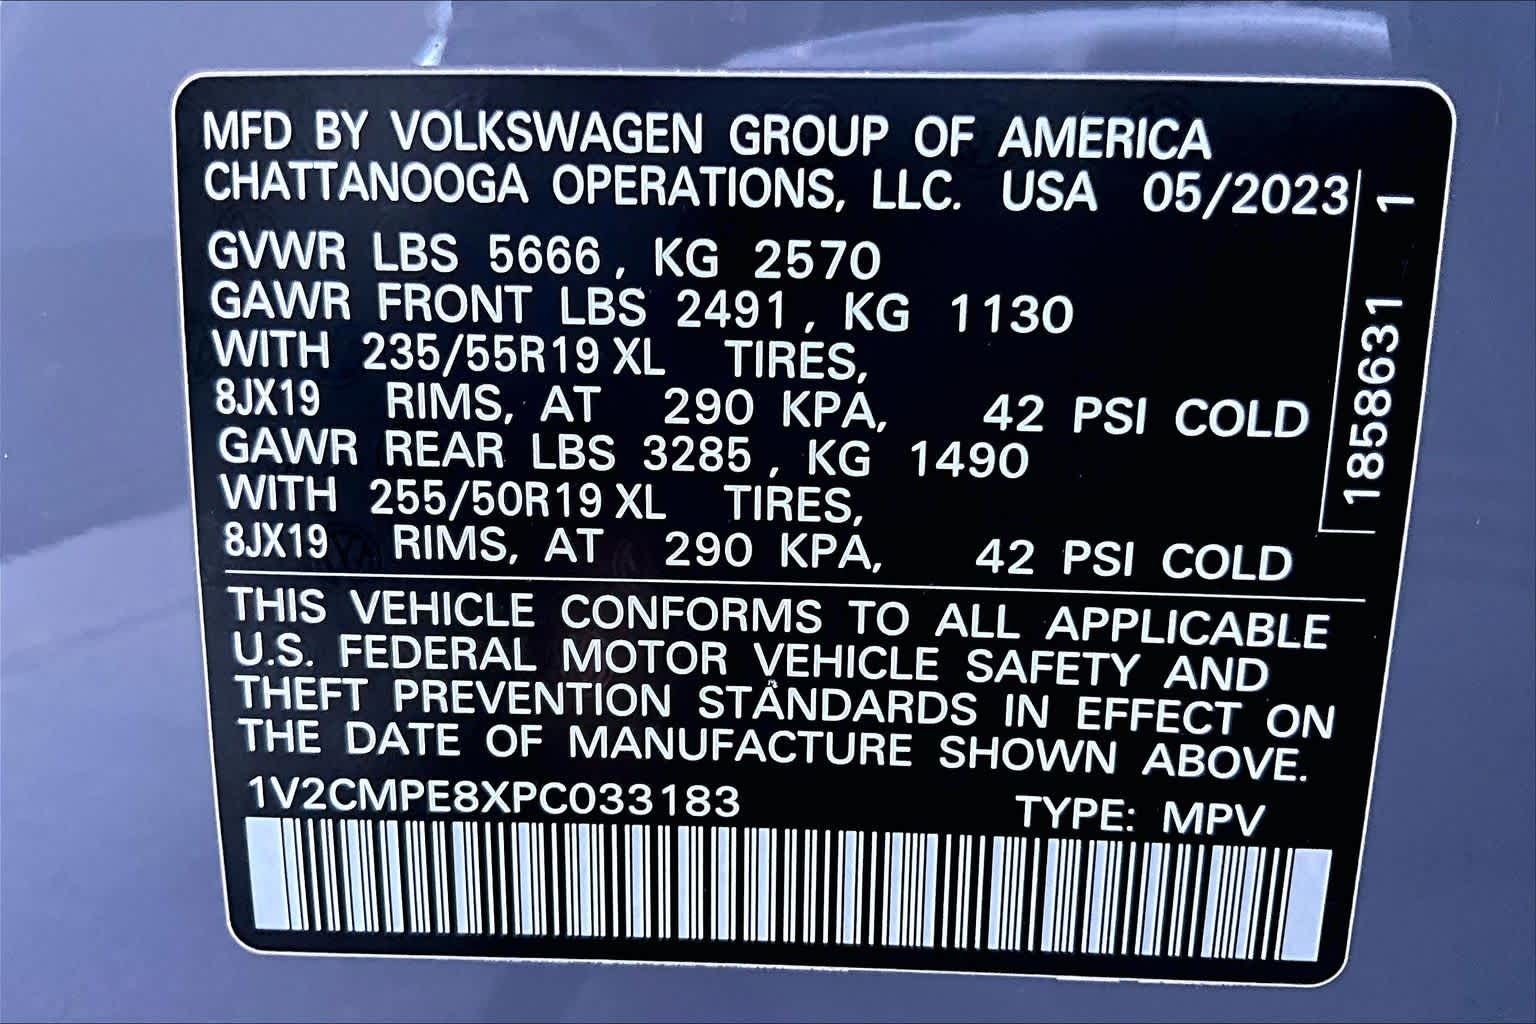 MFD BY VOLKSWAGEN GROUP OF AMERICA
CHATTANOOGA OPERATIONS, LLC. USA 05/2023
GVWR LBS 5666, KG 2570
GAWR FRONT LBS 2491, KG 1130
WITH 235/55R19 XL TIRES,
8JX19 RIMS, AT 290 KPA, 42 PSI COLD
GAWR REAR LBS 3285, KG 1490
WITH 255/50R19 XL TIRES,
8JX19 RIMS, AT 290 KPA, 42 PSI COLD
1858631 1
THIS VEHICLE CONFORMS TO ALL APPLICABLE
U.S. FEDERAL MOTOR VEHICLE SAFETY AND
THEFT PREVENTION STANDARDS IN EFFECT ON
THE DATE OF MANUFACTURE SHOWN ABOVE.
1V2CMPE8XPC033183 TYPE: MPV